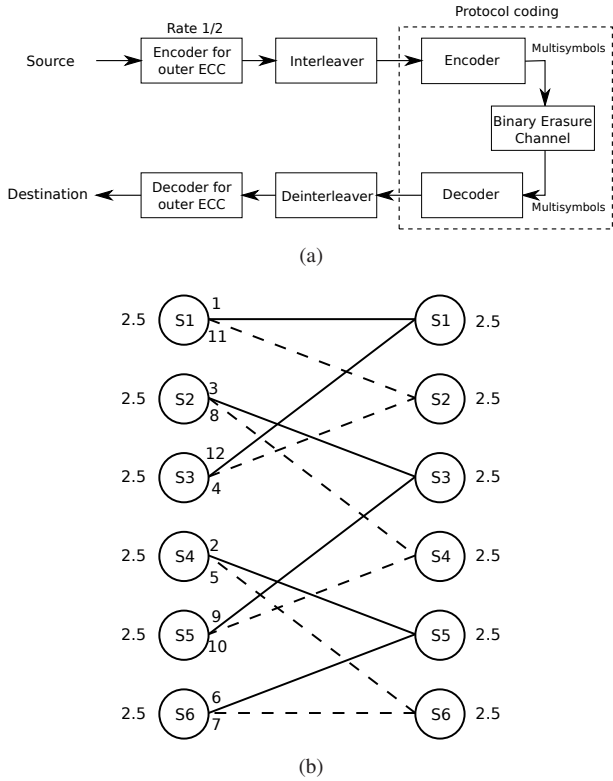 Protocol coding
Rate 1/2
Source
Encoder for
outer ECC
Interleaver
Encoder
Multisymbols
Binary Erasure
Channel
Destination
Decoder for
outer ECC
Deinterleaver
Decoder
Multisymbols
(a)
2.5 S1 1 S1 2.5
11
2.5 S2 3 S2 2.5
8
2.5 S3 12 S3 2.5
4
2.5 S4 2 S4 2.5
5
2.5 S5 9 S5 2.5
10
2.5 S6 6 S6 2.5
7
(b)